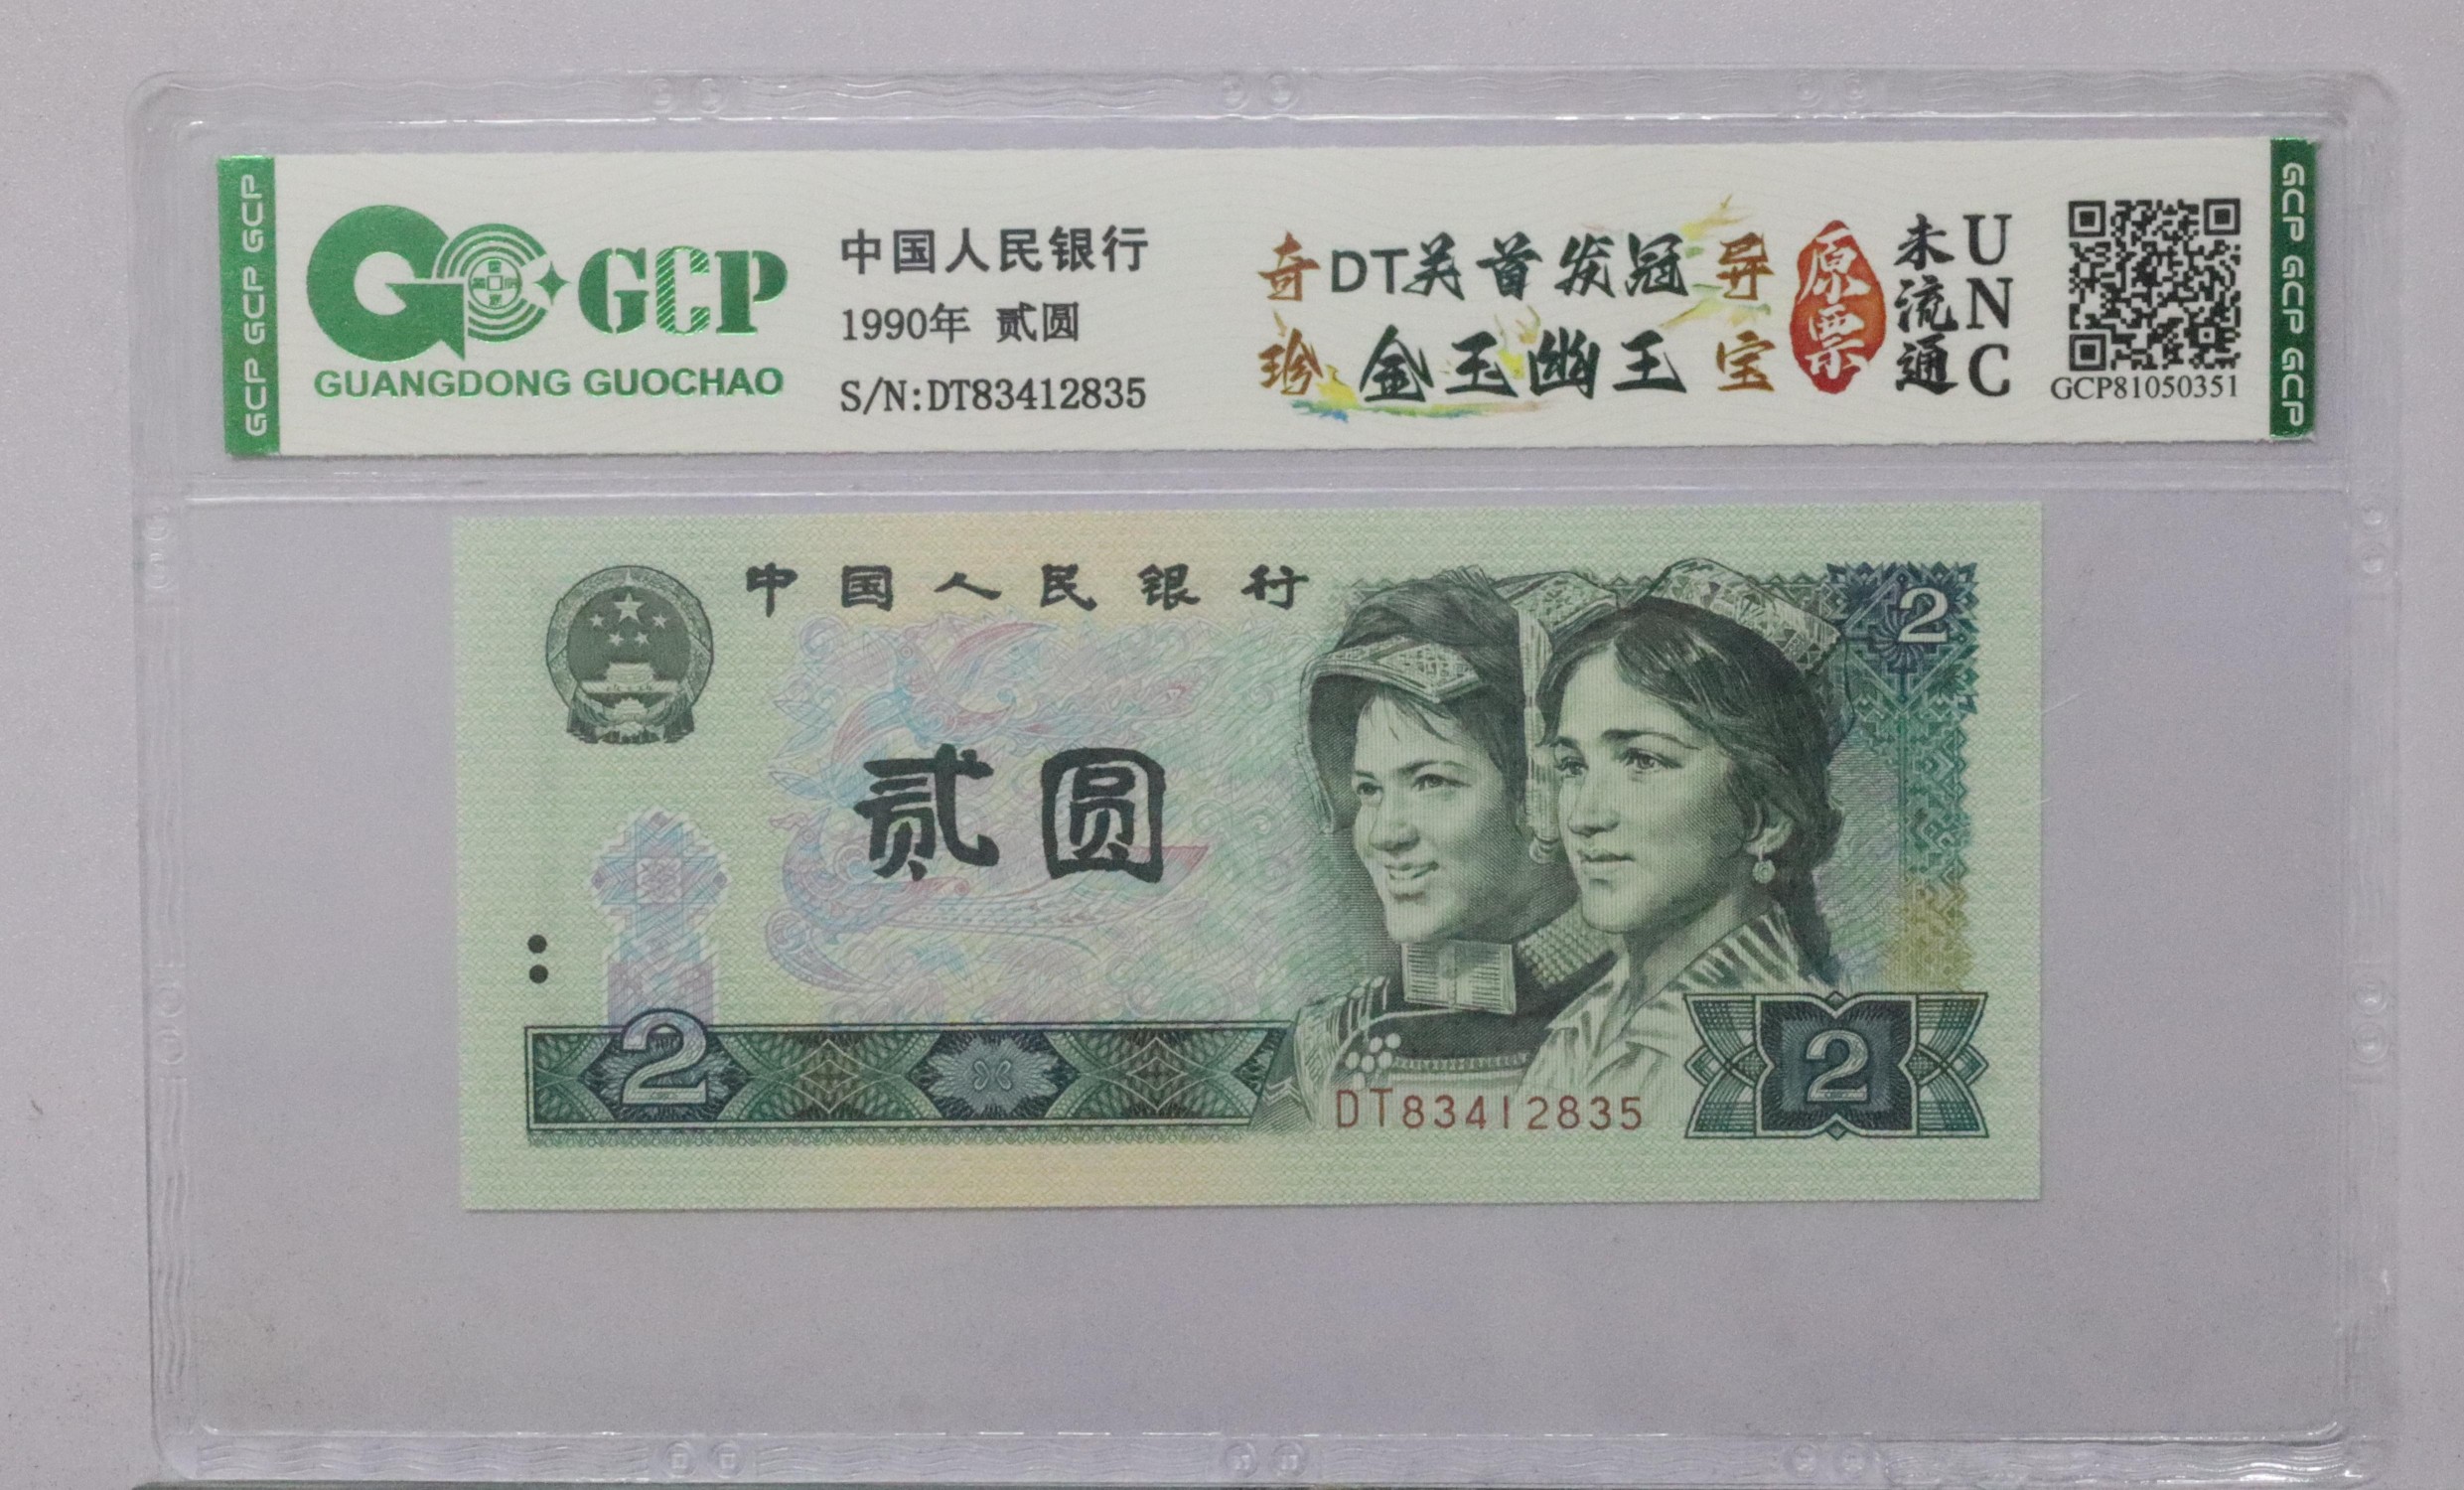 GCP GCP GCP
GCP
GUANGDONG GUOCHAO
中国人民银行
1990年 贰圆
S/N:DT83412835
奇DT关首发冠异
珍金玉幽王宝
原票
未流通
UNC
GCP81050351
GCP GCP GCP
中国人民银行
2
贰圆
2
DT83412835
2